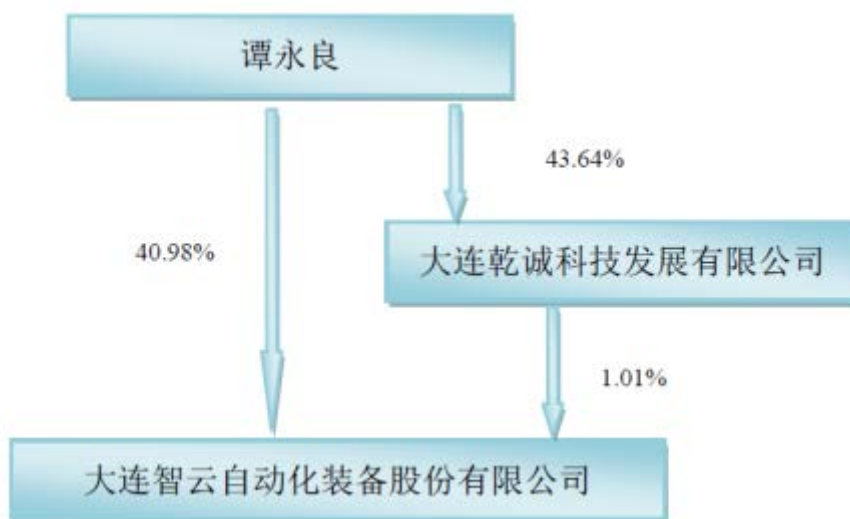 谭永良
43.64%
40.98%
大连乾诚科技发展有限公司
1.01%
大连智云自动化装备股份有限公司